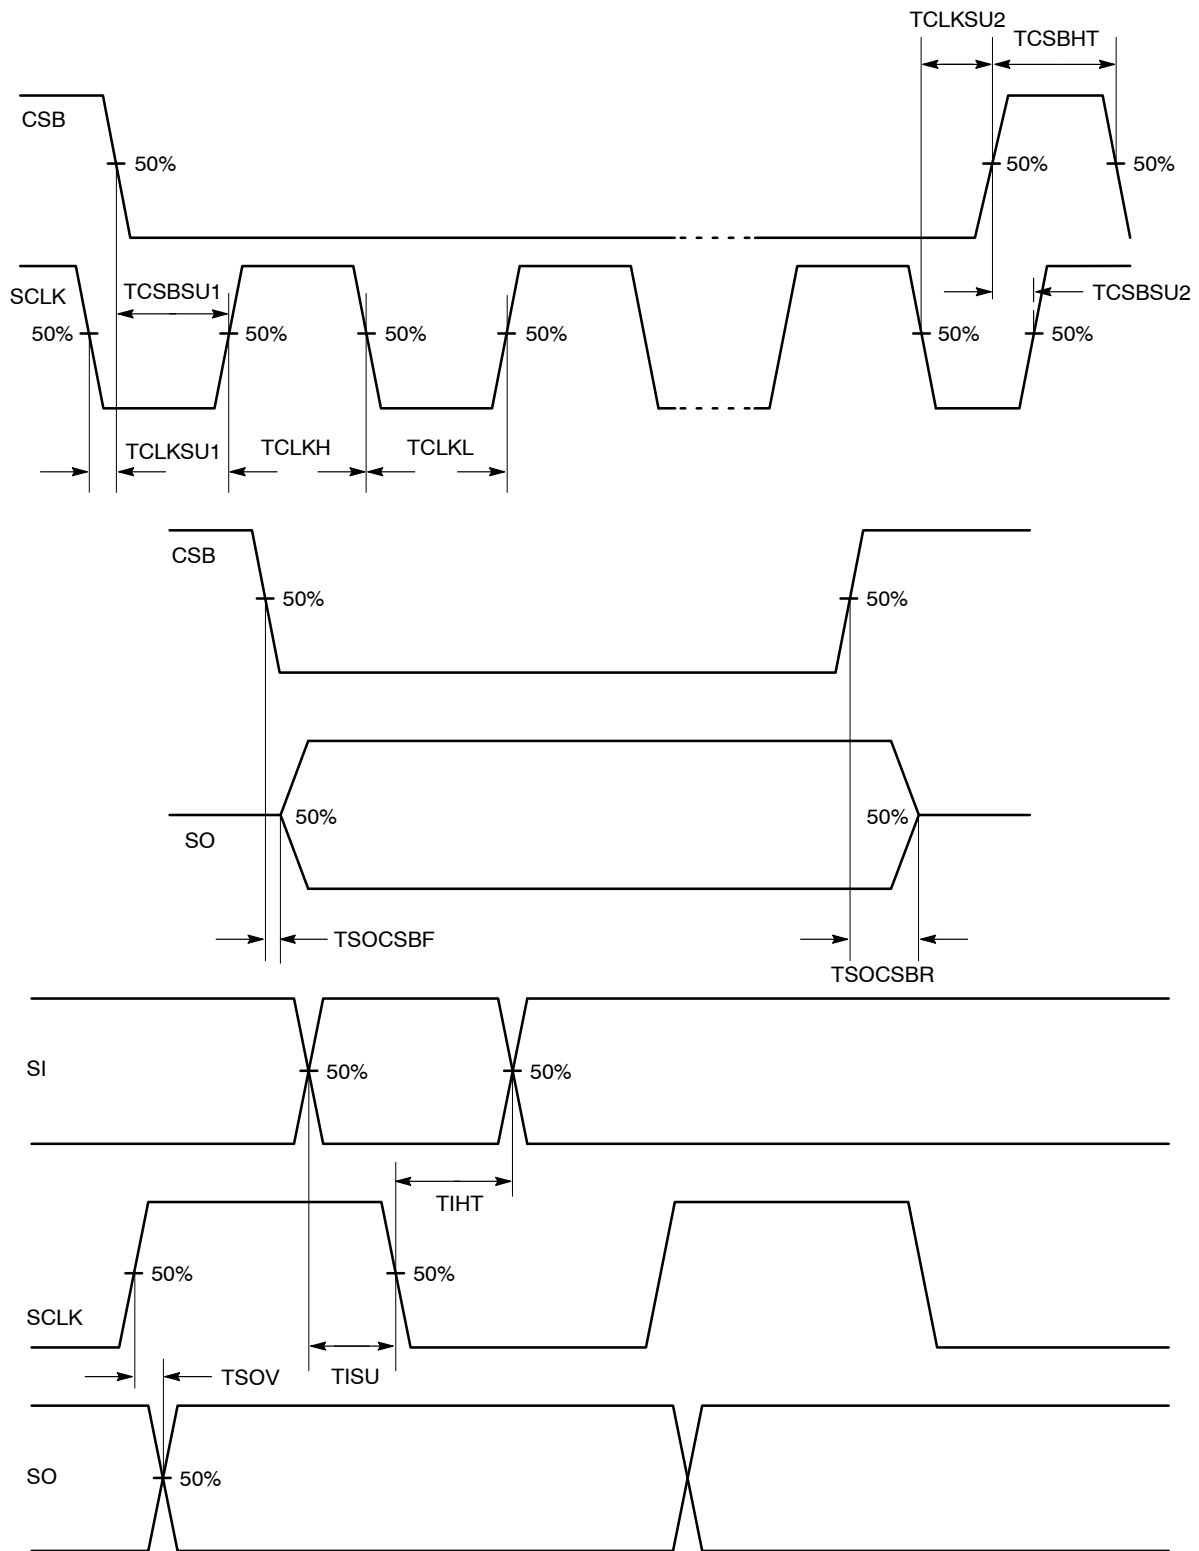 TCLKSU2
TCSBHT
CSB
50%
50%
50%
SCLK
TCSBSU1
TCSBSU2
50%
50%
50%
50%
50%
50%
TCLKSU1
TCLKH
TCLKL
CSB
50%
50%
50%
50%
SO
TSOCSBF
TSOCSBR
SI
50%
50%
TIHT
50%
50%
SCLK
TSOV
TISU
SO
50%